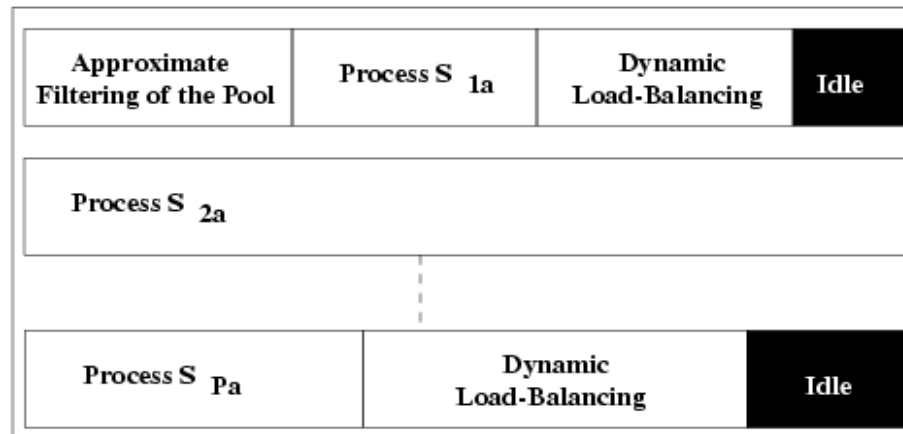 Approximate
Filtering of the Pool
Process S 1a
Dynamic
Load-Balancing
Idle
Process S 2a
Process S Pa
Dynamic
Load-Balancing
Idle